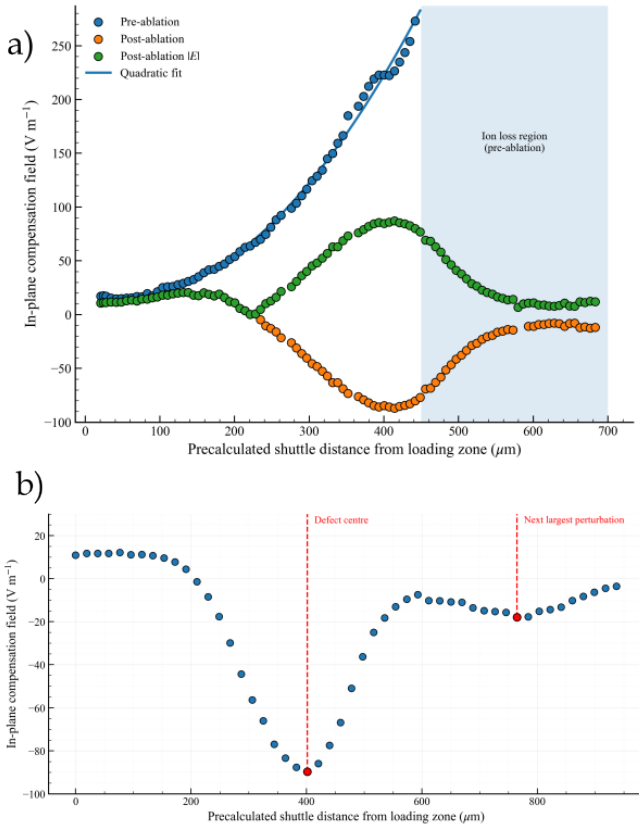 a)
Pre-ablation
Post-ablation
Post-ablation |E|
Quadratic fit
Ion loss region
(pre-ablation)
In-plane compensation field (V m⁻¹)
250
200
150
100
50
0
−50
−100
0 100 200 300 400 500 600 700
Precalculated shuttle distance from loading zone (μm)
b)
Defect centre
Next largest perturbation
In-plane compensation field (V m⁻¹)
20
0
−20
−40
−60
−80
−100
0 200 400 600 800
Precalculated shuttle distance from loading zone (μm)